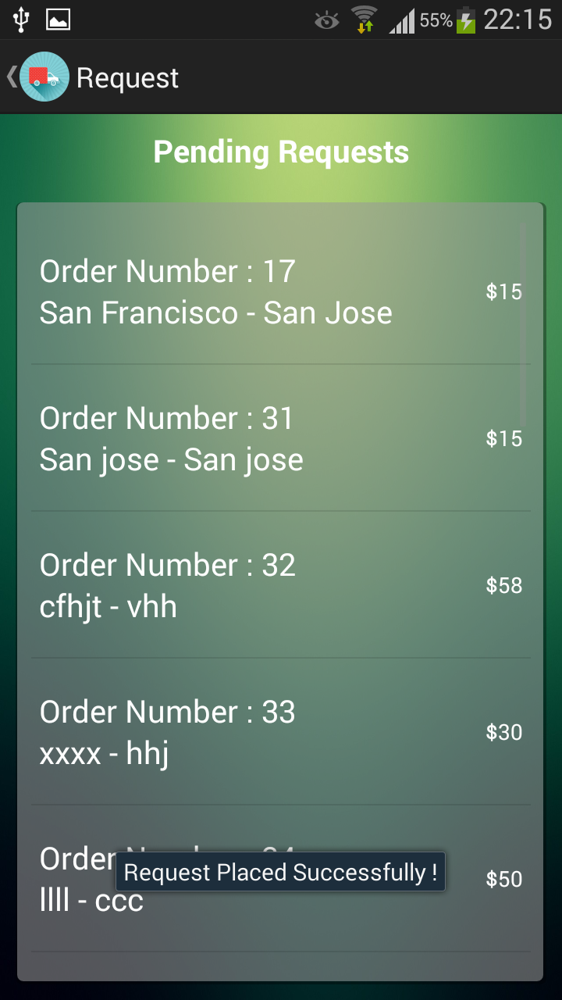 55% 22:15
Request
Pending Requests
Order Number : 17
San Francisco - San Jose
$15
Order Number : 31
San jose - San jose
$15
Order Number : 32
cfhjt - vhh
$58
Order Number : 33
xxxx - hhj
$30
Order
Request Placed Successfully !
$50
llll - ccc